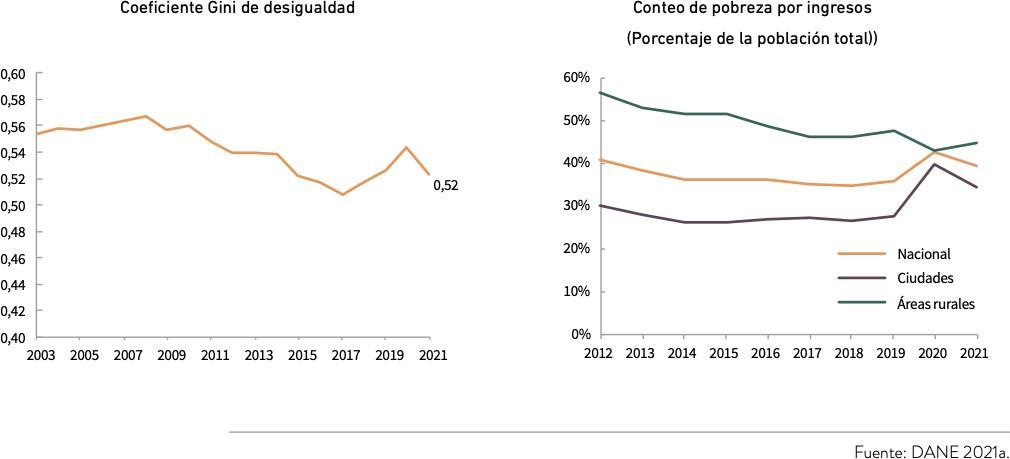 Coeficiente Gini de desigualdad
0,60
0,58
0,56
0,54
0,52
0,50
0,48
0,46
0,44
0,42
0,40
0,52
2003 2005 2007 2009 2011 2013 2015 2017 2019 2021
Conteo de pobreza por ingresos
(Porcentaje de la población total))
60%
50%
40%
30%
20%
10%
0%
Nacional
Ciudades
Áreas rurales
2012 2013 2014 2015 2016 2017 2018 2019 2020 2021
Fuente: DANE 2021a.